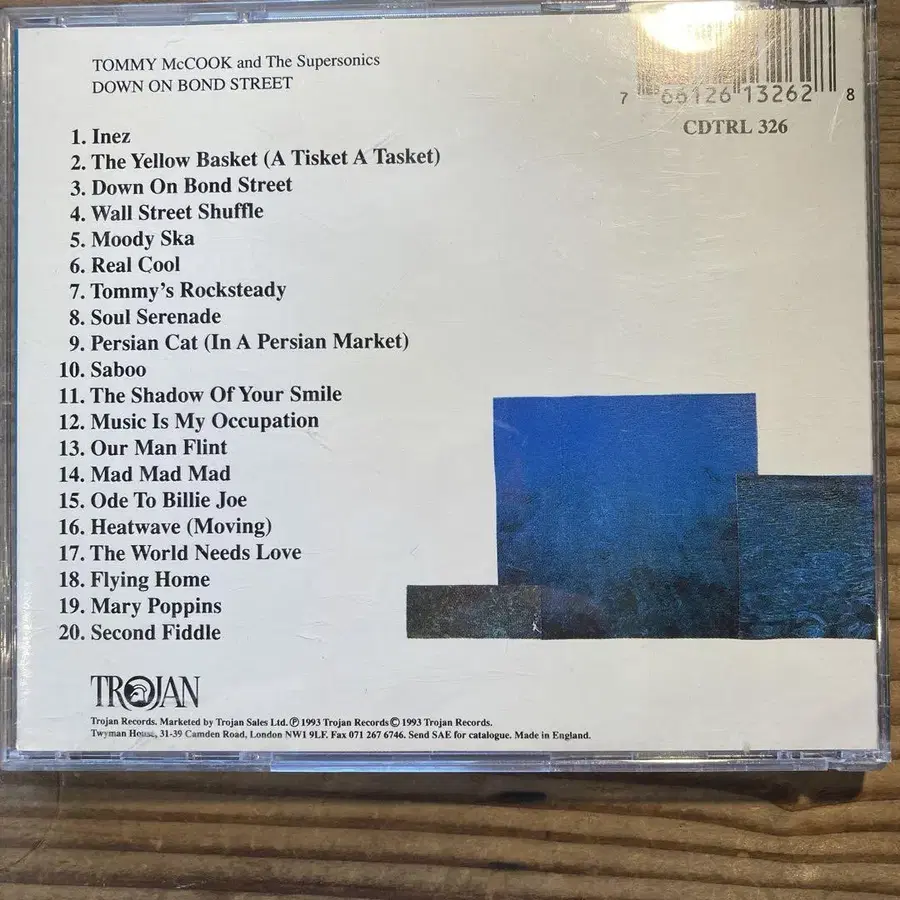 TOMMY McCOOK and The Supersonics
DOWN ON BOND STREET
7 66126 13262 8
CDTRL 326
1. Inez
2. The Yellow Basket (A Tisket A Tasket)
3. Down On Bond Street
4. Wall Street Shuffle
5. Moody Ska
6. Real Cool
7. Tommy's Rocksteady
8. Soul Serenade
9. Persian Cat (In A Persian Market)
10. Saboo
11. The Shadow Of Your Smile
12. Music Is My Occupation
13. Our Man Flint
14. Mad Mad Mad
15. Ode To Billie Joe
16. Heatwave (Moving)
17. The World Needs Love
18. Flying Home
19. Mary Poppins
20. Second Fiddle
TROJAN
Trojan Records. Marketed by Trojan Sales Ltd. Ⓟ 1993 Trojan Records © 1993 Trojan Records.
Twyman House, 31-39 Camden Road, London NW1 9LF. Fax 071 267 6746. Send SAE for catalogue. Made in England.